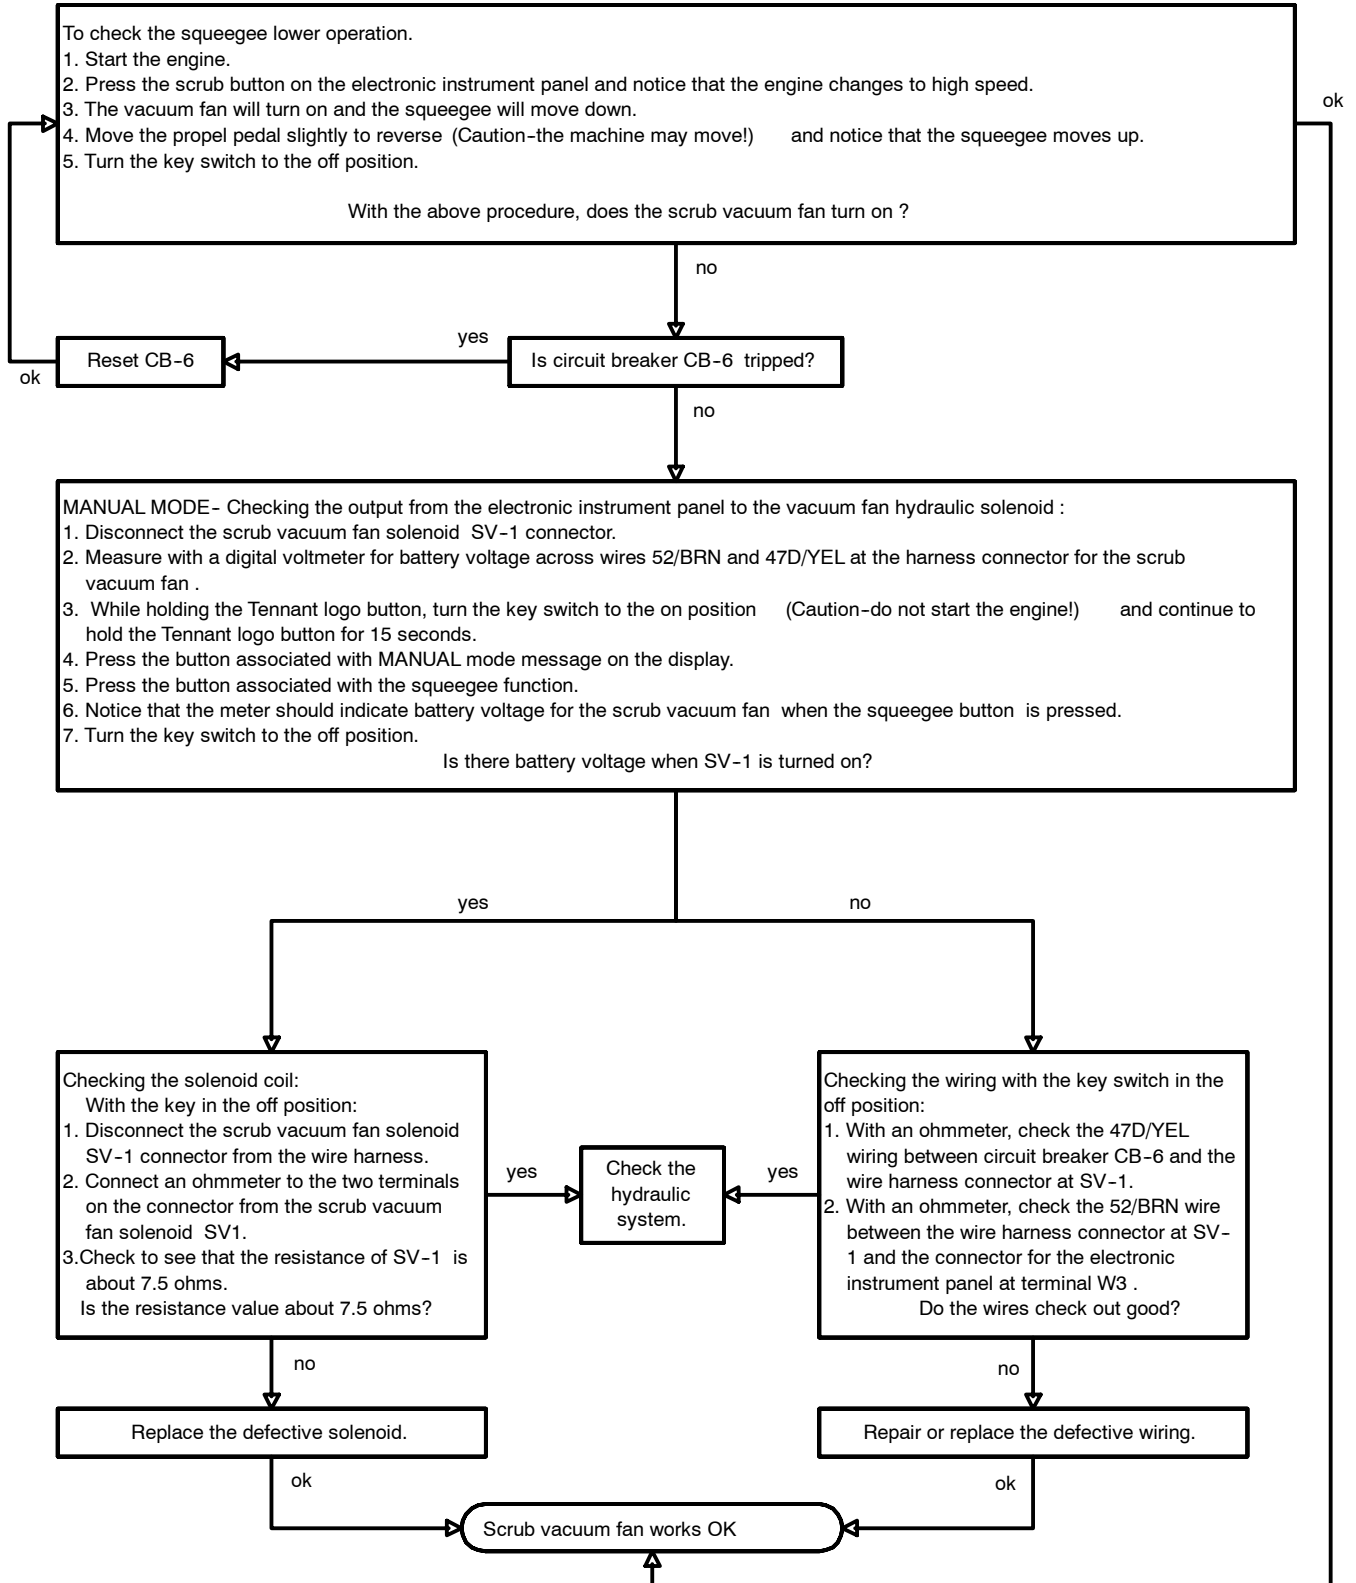 To check the squeegee lower operation.
1. Start the engine.
2. Press the scrub button on the electronic instrument panel and notice that the engine changes to high speed.
3. The vacuum fan will turn on and the squeegee will move down.
4. Move the propel pedal slightly to reverse (Caution-the machine may move!) and notice that the squeegee moves up.
5. Turn the key switch to the off position.
With the above procedure, does the scrub vacuum fan turn on ?
ok
no
yes
Reset CB-6
Is circuit breaker CB-6 tripped?
ok
no
MANUAL MODE- Checking the output from the electronic instrument panel to the vacuum fan hydraulic solenoid :
1. Disconnect the scrub vacuum fan solenoid SV-1 connector.
2. Measure with a digital voltmeter for battery voltage across wires 52/BRN and 47D/YEL at the harness connector for the scrub
vacuum fan .
3. While holding the Tennant logo button, turn the key switch to the on position (Caution-do not start the engine!) and continue to
hold the Tennant logo button for 15 seconds.
4. Press the button associated with MANUAL mode message on the display.
5. Press the button associated with the squeegee function.
6. Notice that the meter should indicate battery voltage for the scrub vacuum fan when the squeegee button is pressed.
7. Turn the key switch to the off position.
Is there battery voltage when SV-1 is turned on?
yes
no
Checking the solenoid coil:
With the key in the off position:
1. Disconnect the scrub vacuum fan solenoid
SV-1 connector from the wire harness.
2. Connect an ohmmeter to the two terminals
on the connector from the scrub vacuum
fan solenoid SV1.
3.Check to see that the resistance of SV-1 is
about 7.5 ohms.
Is the resistance value about 7.5 ohms?
yes
Check the
hydraulic
system.
yes
Checking the wiring with the key switch in the
off position:
1. With an ohmmeter, check the 47D/YEL
wiring between circuit breaker CB-6 and the
wire harness connector at SV-1.
2. With an ohmmeter, check the 52/BRN wire
between the wire harness connector at SV-
1 and the connector for the electronic
instrument panel at terminal W3 .
Do the wires check out good?
no
no
Replace the defective solenoid.
Repair or replace the defective wiring.
ok
ok
Scrub vacuum fan works OK